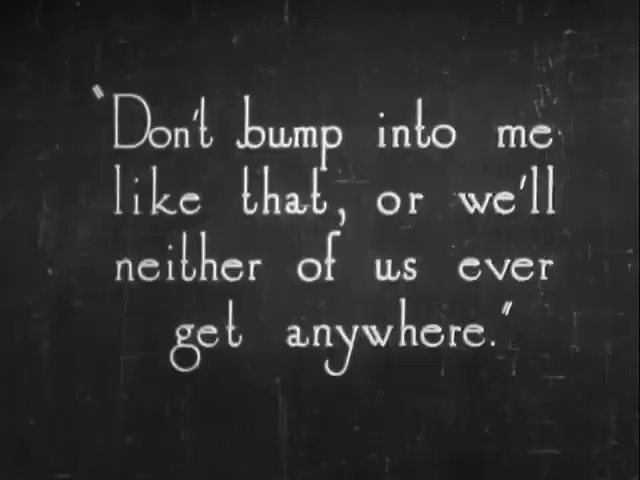 "Don't bump into me
like that, or we'll
neither of us ever
get anywhere."